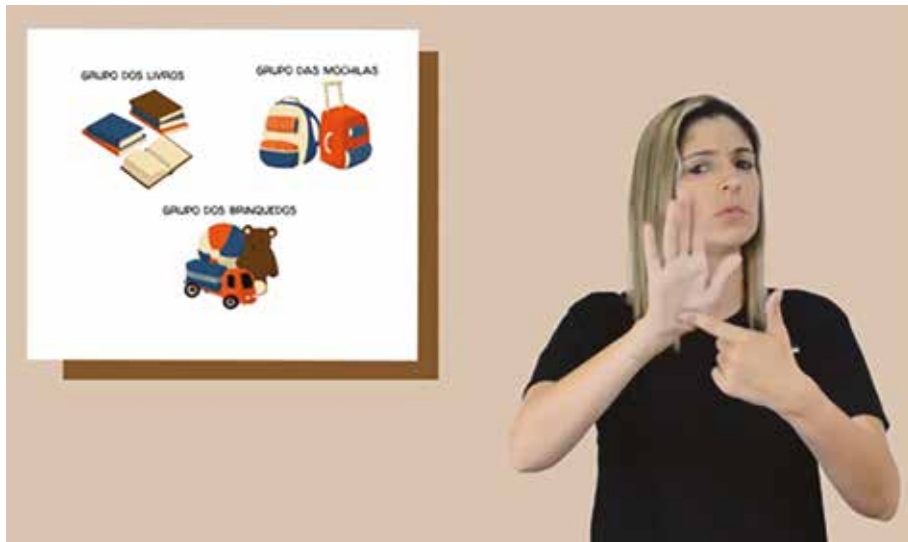 GRUPO DOS LIVROS
GRUPO DAS MOCHILAS
GRUPO DOS BRINQUEDOS